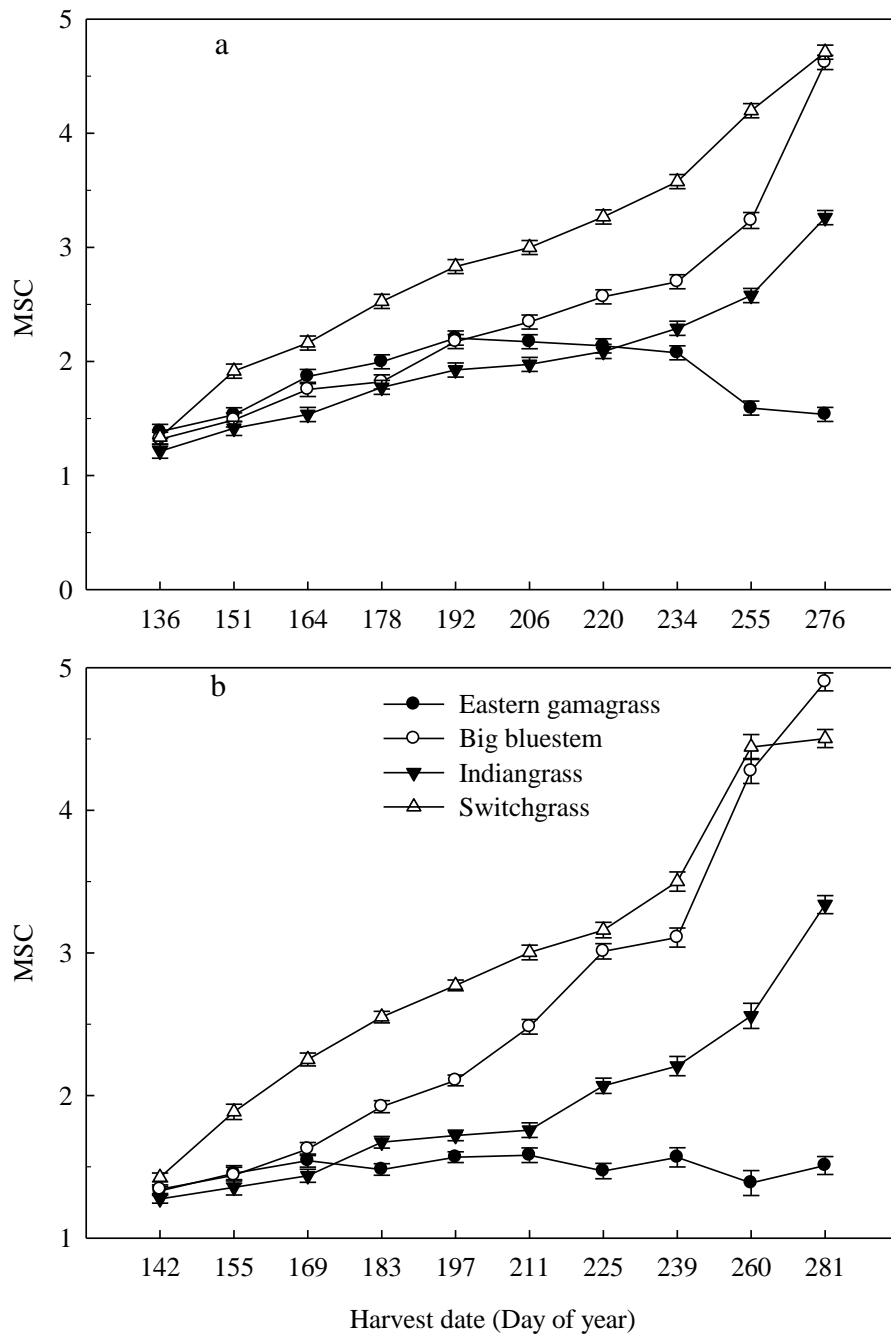 a
5
4
3
2
1
0
MSC
136 151 164 178 192 206 220 234 255 276
b
5
4
3
2
1
MSC
Eastern gamagrass
Big bluestem
Indiangrass
Switchgrass
142 155 169 183 197 211 225 239 260 281
Harvest date (Day of year)